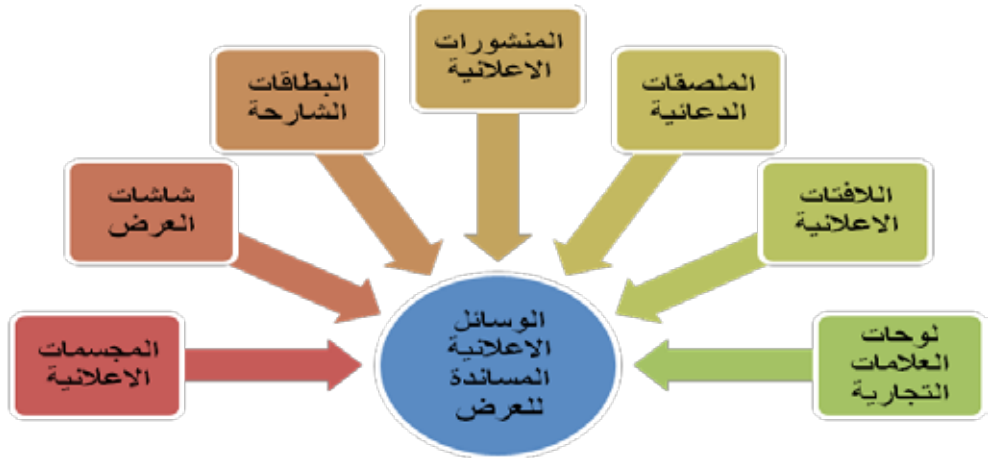 المنشورات
الاعلانية
الملصقات
الدعائية
البطاقات
الشارحة
اللافتات
الاعلانية
شاشات
العرض
لوحات
العلامات
التجارية
المجسمات
الاعلانية
الوسائل
الاعلانية
المساندة
للعرض